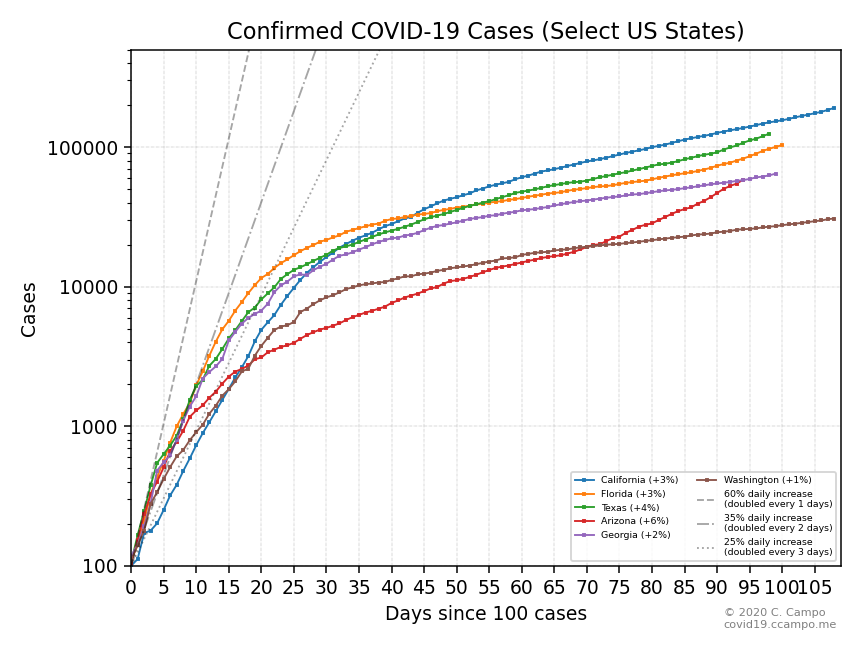 Confirmed COVID-19 Cases (Select US States)
Cases
100000
10000
1000
100
0 5 10 15 20 25 30 35 40 45 50 55 60 65 70 75 80 85 90 95 100 105
Days since 100 cases
California (+3%)
Florida (+3%)
Texas (+4%)
Arizona (+6%)
Georgia (+2%)
Washington (+1%)
60% daily increase
(doubled every 1 days)
35% daily increase
(doubled every 2 days)
25% daily increase
(doubled every 3 days)
© 2020 C. Campo
covid19.ccampo.me